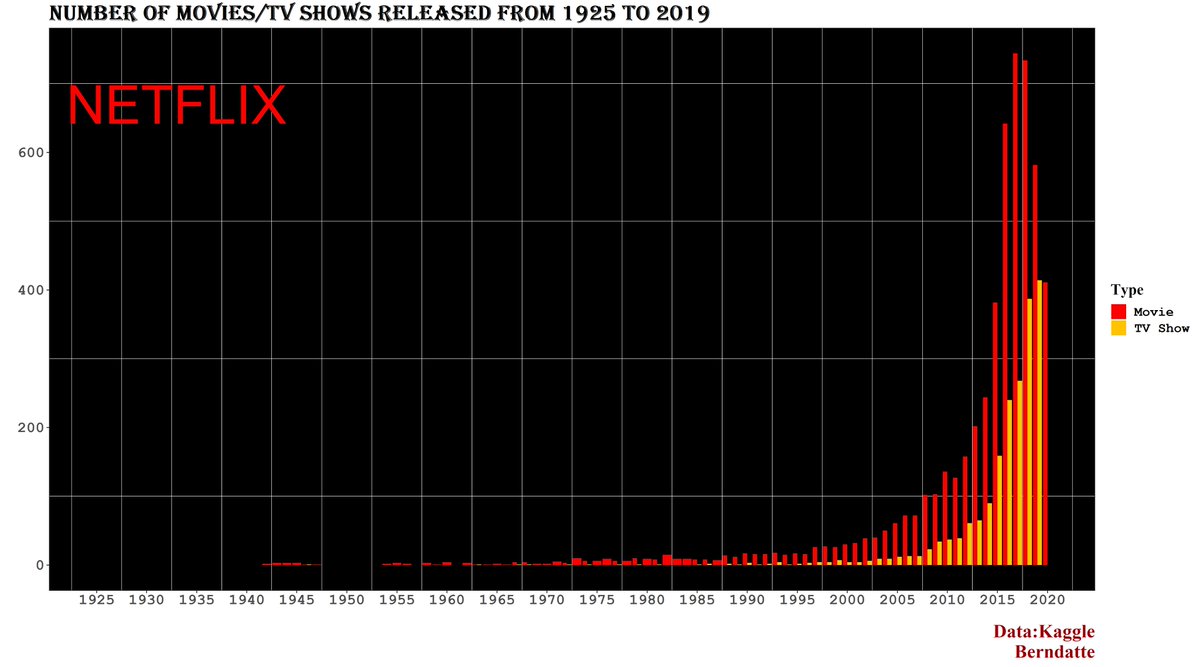 NUMBER OF MOVIES/TV SHOWS RELEASED FROM 1925 TO 2019
NETFLIX
600
400
200
0
1925 1930 1935 1940 1945 1950 1955 1960 1965 1970 1975 1980 1985 1990 1995 2000 2005 2010 2015 2020
Type
Movie
TV Show
Data:Kaggle
Berndatte